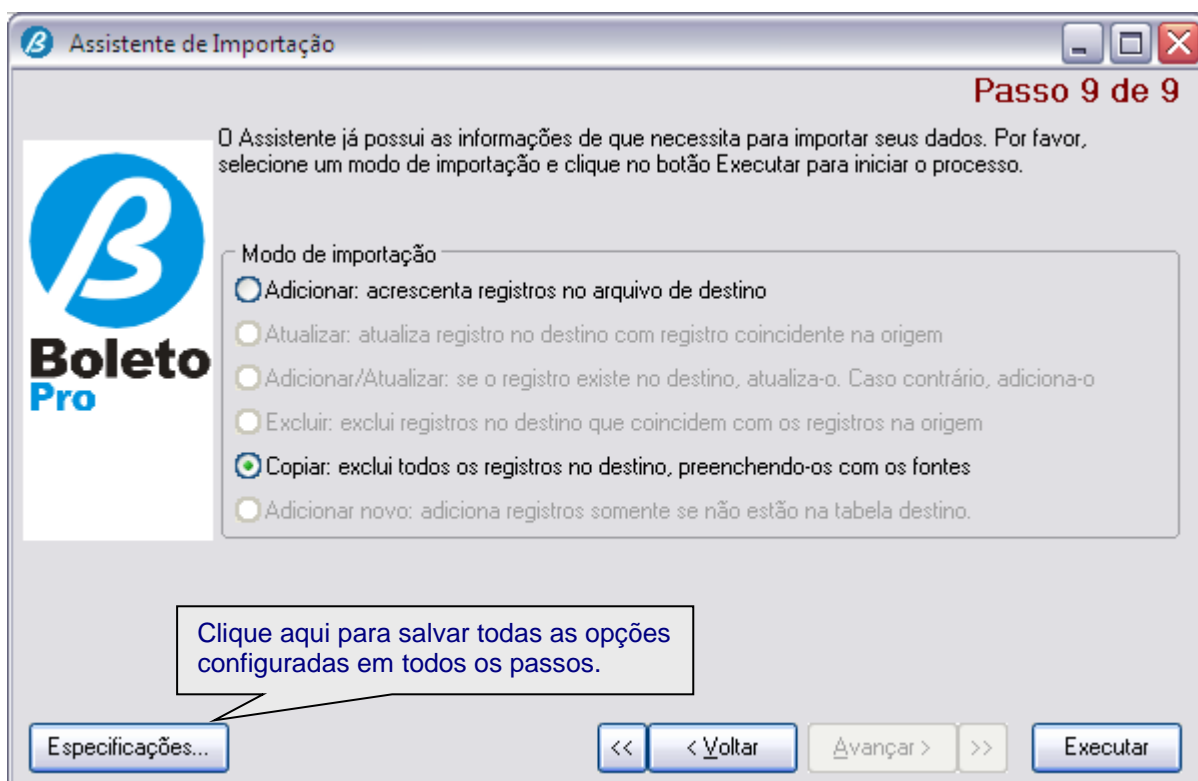 Assistente de Importação
Passo 9 de 9
O Assistente já possui as informações de que necessita para importar seus dados. Por favor,
selecione um modo de importação e clique no botão Executar para iniciar o processo.
Boleto
Pro
Modo de importação
Adicionar: acrescenta registros no arquivo de destino
Atualizar: atualiza registro no destino com registro coincidente na origem
Adicionar/Atualizar: se o registro existe no destino, atualiza-o. Caso contrário, adiciona-o
Excluir: exclui registros no destino que coincidem com os registros na origem
Copiar: exclui todos os registros no destino, preenchendo-os com os fontes
Adicionar novo: adiciona registros somente se não estão na tabela destino.
Clique aqui para salvar todas as opções
configuradas em todos os passos.
Especificações...
<<
< Voltar
Avançar >
>>
Executar